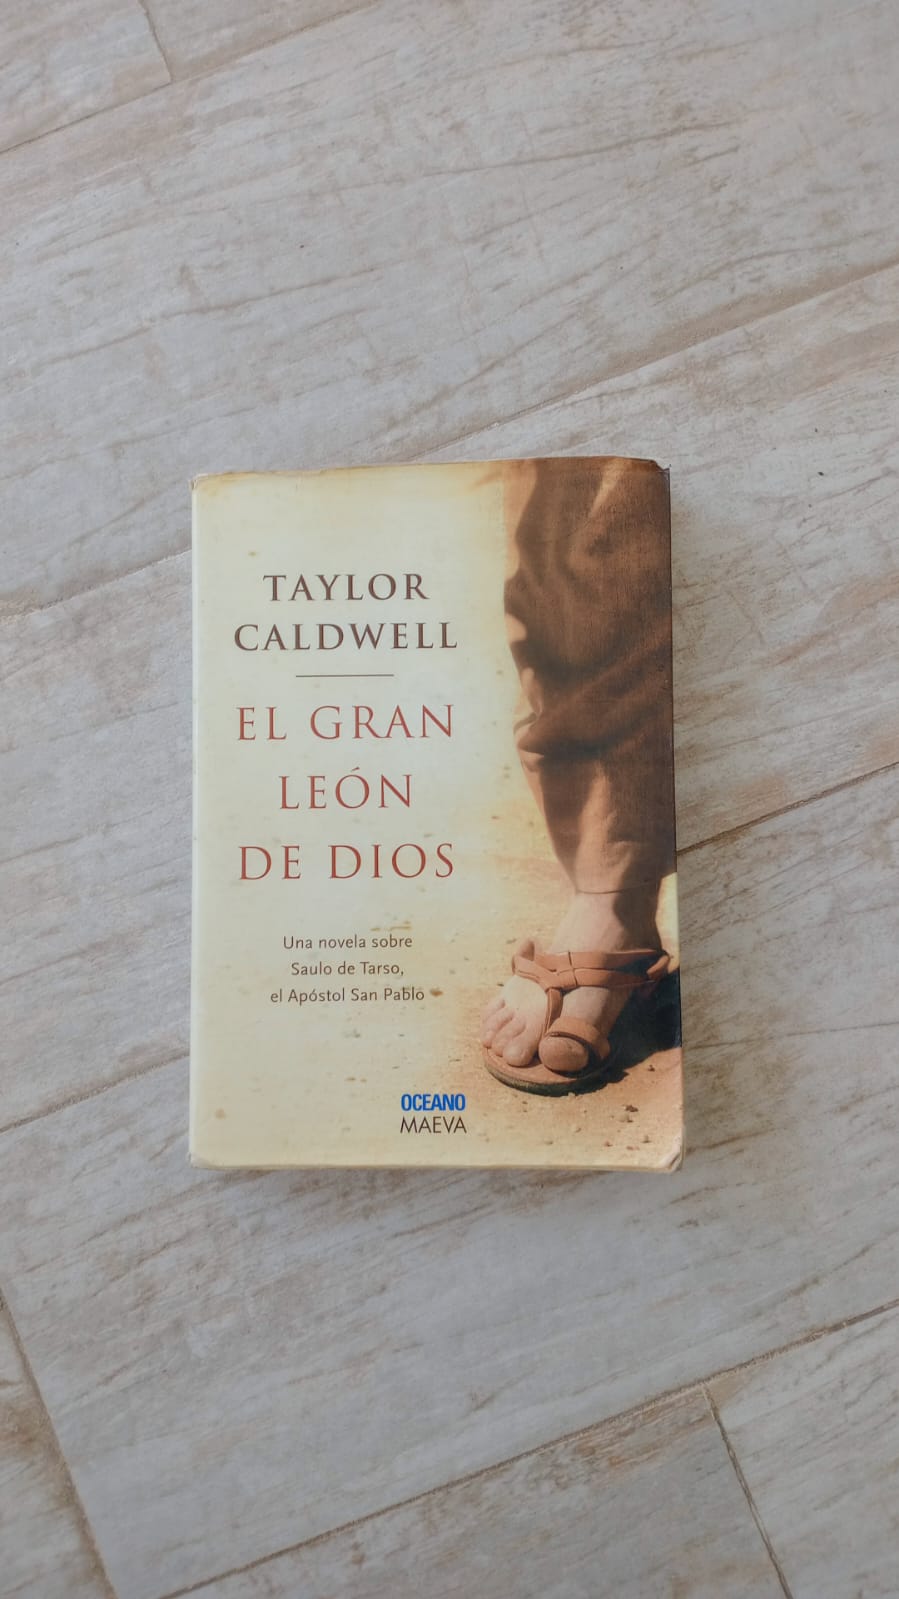 TAYLOR
CALDWELL
EL GRAN
LEÓN
DE DIOS
Una novela sobre
Saulo de Tarso,
el Apóstol San Pablo
OCEANO
MAEVA